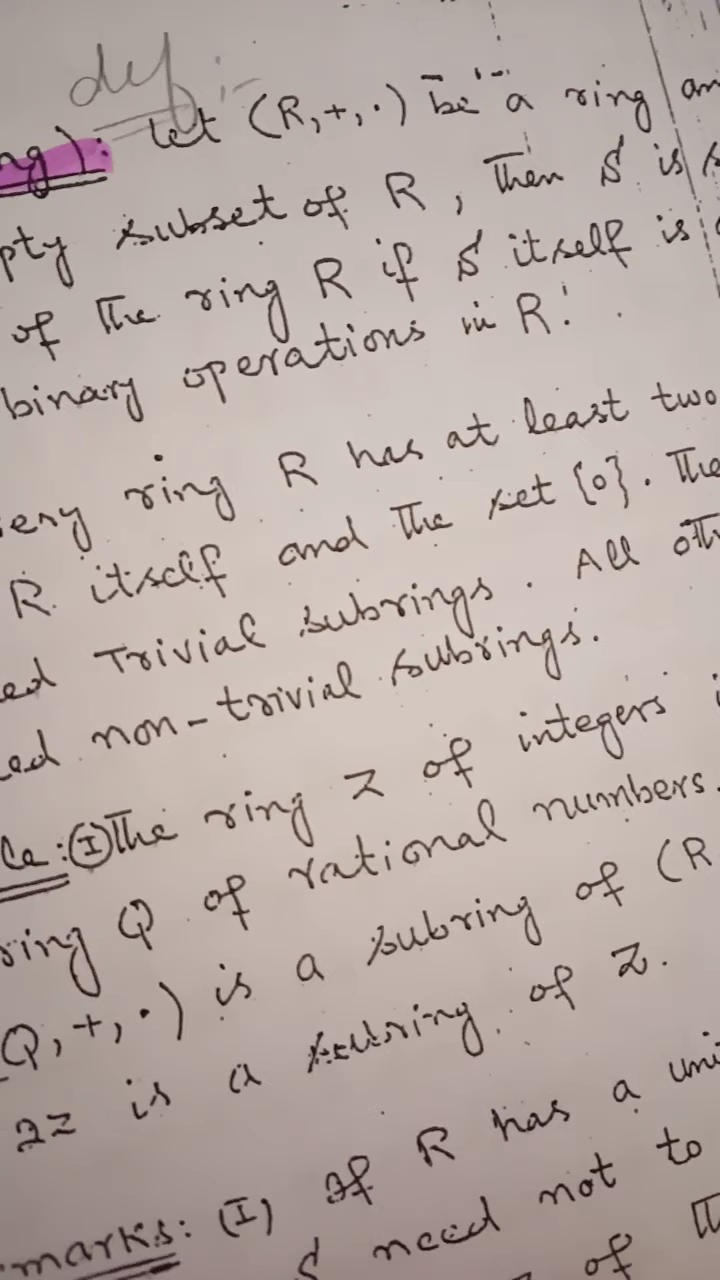 def :-
ng): let (R,+,·) be a ring an
pty subset of R, Then S is
of The ring R if S itself is
binary operations in R.
ery ring R has at least two
R itself and The set {0}. The
ed Trivial subrings. All oth
ed non-trivial subrings.
le: (I) The ring Z of integers i
ring Q of rational numbers.
Q,+,·) is a subring of (R
2Z is a subring of Z.
marks: (I) If R has a uni
S need not to
of Th